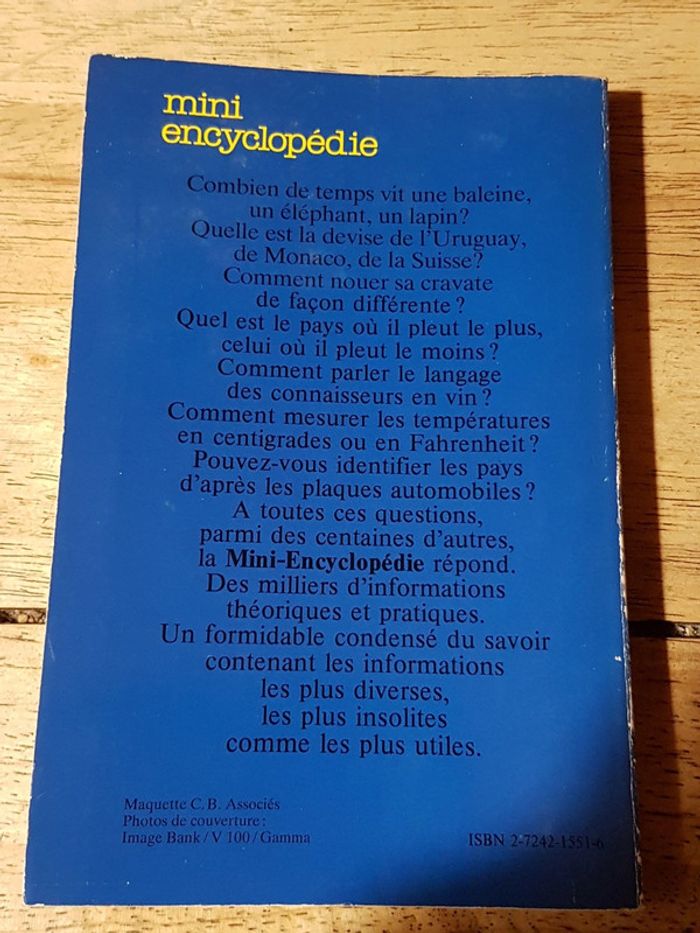 mini
encyclopédie
Combien de temps vit une baleine,
un éléphant, un lapin?
Quelle est la devise de l'Uruguay,
de Monaco, de la Suisse?
Comment nouer sa cravate
de façon différente?
Quel est le pays où il pleut le plus,
celui où il pleut le moins?
Comment parler le langage
des connaisseurs en vin?
Comment mesurer les températures
en centigrades ou en Fahrenheit?
Pouvez-vous identifier les pays
d'après les plaques automobiles?
A toutes ces questions,
parmi des centaines d'autres,
la Mini-Encyclopédie répond.
Des milliers d'informations
théoriques et pratiques.
Un formidable condensé du savoir
contenant les informations
les plus diverses,
les plus insolites
comme les plus utiles.
Maquette C.B. Associés
Photos de couverture:
Image Bank/V 100/Gamma
ISBN 2-7242-1551-6